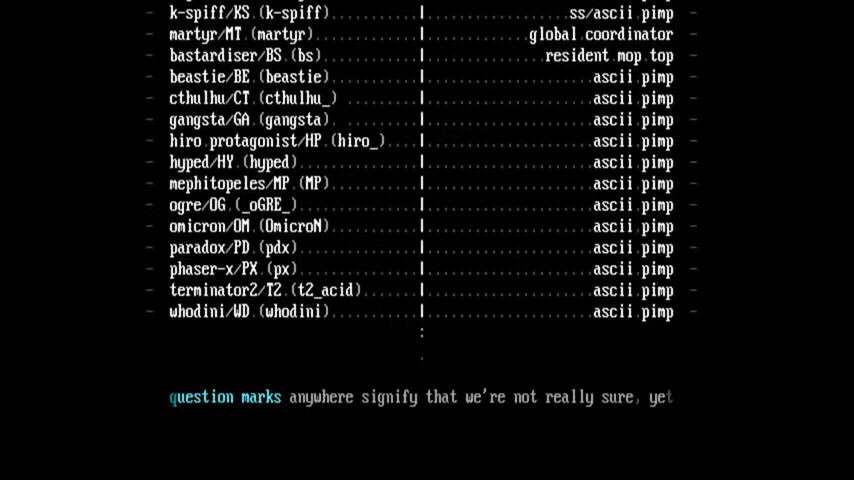 - k-spiff/KS.(k-spiff)...........|.................ss/ascii.pimp -
- martyr/MT.(martyr).............|............global.coordinator -
- bastardiser/BS.(bs)............|..............resident.mop.top -
- beastie/BE.(beastie)...........|....................ascii.pimp -
- cthulhu/CT.(cthulhu_)..........|....................ascii.pimp -
- gangsta/GA.(gangsta)...........|....................ascii.pimp -
- hiro.protagonist/HP.(hiro_)....|....................ascii.pimp -
- hyped/HY.(hyped)...............|....................ascii.pimp -
- mephitopeles/MP.(MP)...........|....................ascii.pimp -
- ogre/OG.(_oGRE_)...............|....................ascii.pimp -
- omicron/OM.(OmicroN)...........|....................ascii.pimp -
- paradox/PD.(pdx)...............|....................ascii.pimp -
- phaser-x/PX.(px)...............|....................ascii.pimp -
- terminator2/T2.(t2_acid).......|....................ascii.pimp -
- whodini/WD.(whodini)...........|....................ascii.pimp -
:
.
question marks anywhere signify that we're not really sure, yet